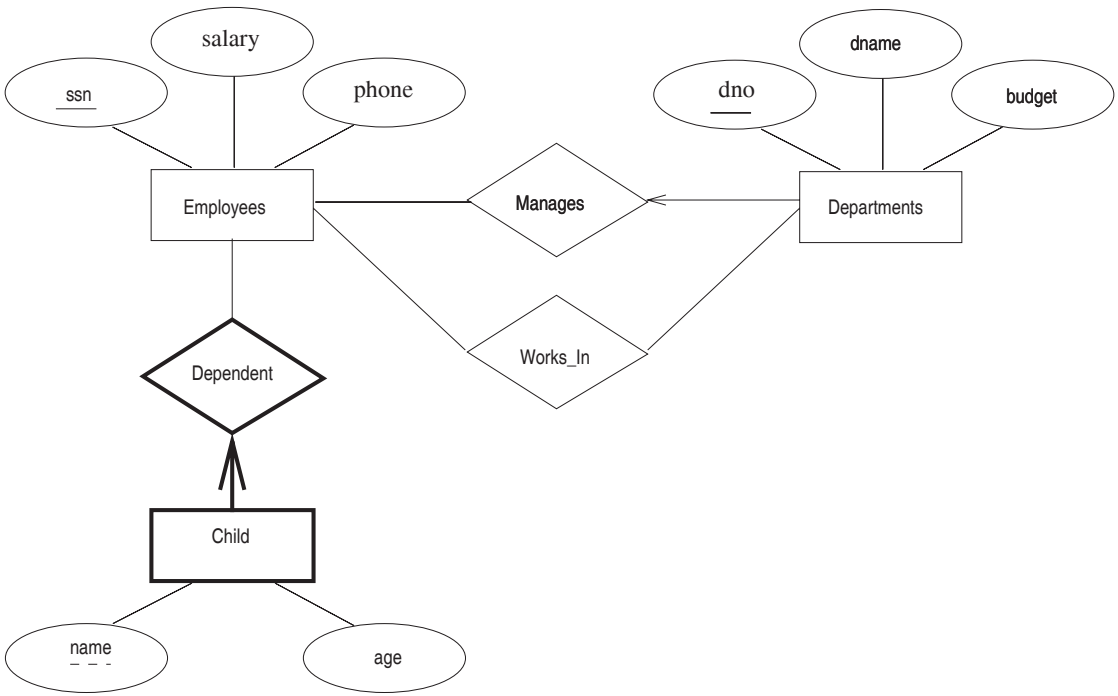 salary
dname
ssn
phone
dno
budget
Employees
Manages
Departments
Works_In
Dependent
Child
name
age